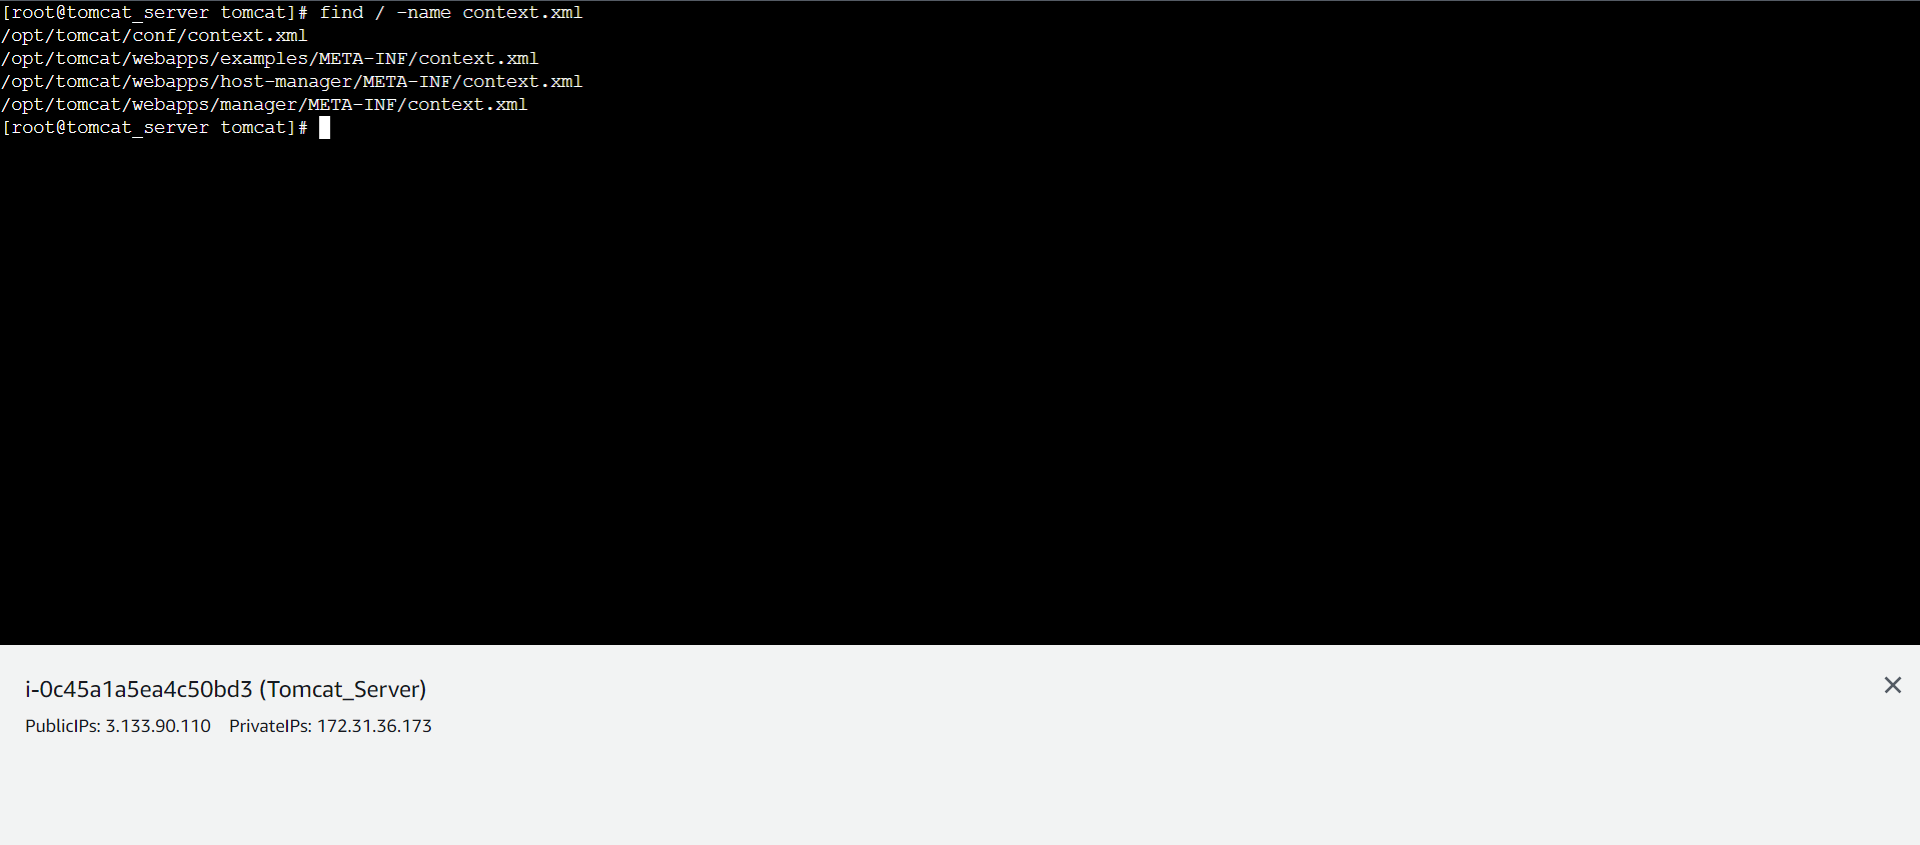 [root@tomcat_server tomcat]# find / -name context.xml
/opt/tomcat/conf/context.xml
/opt/tomcat/webapps/examples/META-INF/context.xml
/opt/tomcat/webapps/host-manager/META-INF/context.xml
/opt/tomcat/webapps/manager/META-INF/context.xml
[root@tomcat_server tomcat]#
i-0c45a1a5ea4c50bd3 (Tomcat_Server)
PublicIPs: 3.133.90.110 PrivateIPs: 172.31.36.173